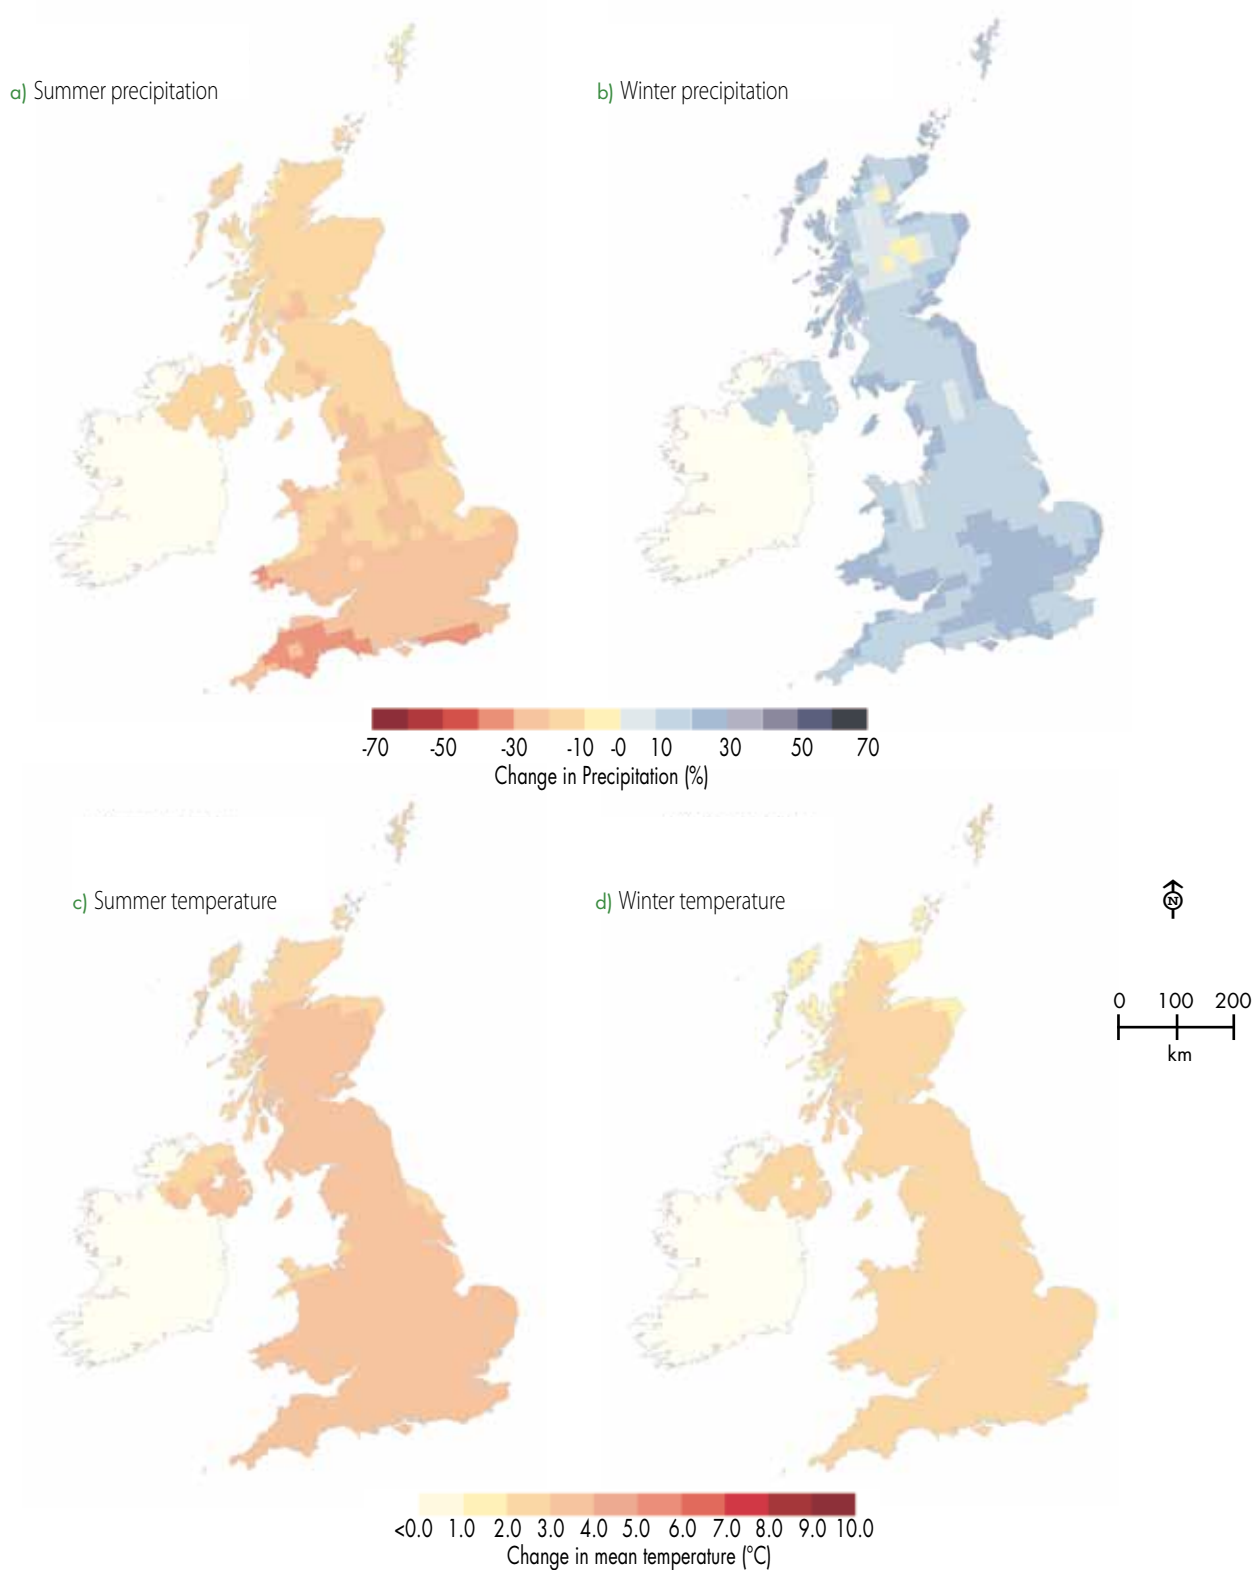 a) Summer precipitation
b) Winter precipitation
-70 -50 -30 -10 -0 10 30 50 70
Change in Precipitation (%)
c) Summer temperature
d) Winter temperature
N
0 100 200
km
<0.0 1.0 2.0 3.0 4.0 5.0 6.0 7.0 8.0 9.0 10.0
Change in mean temperature (°C)